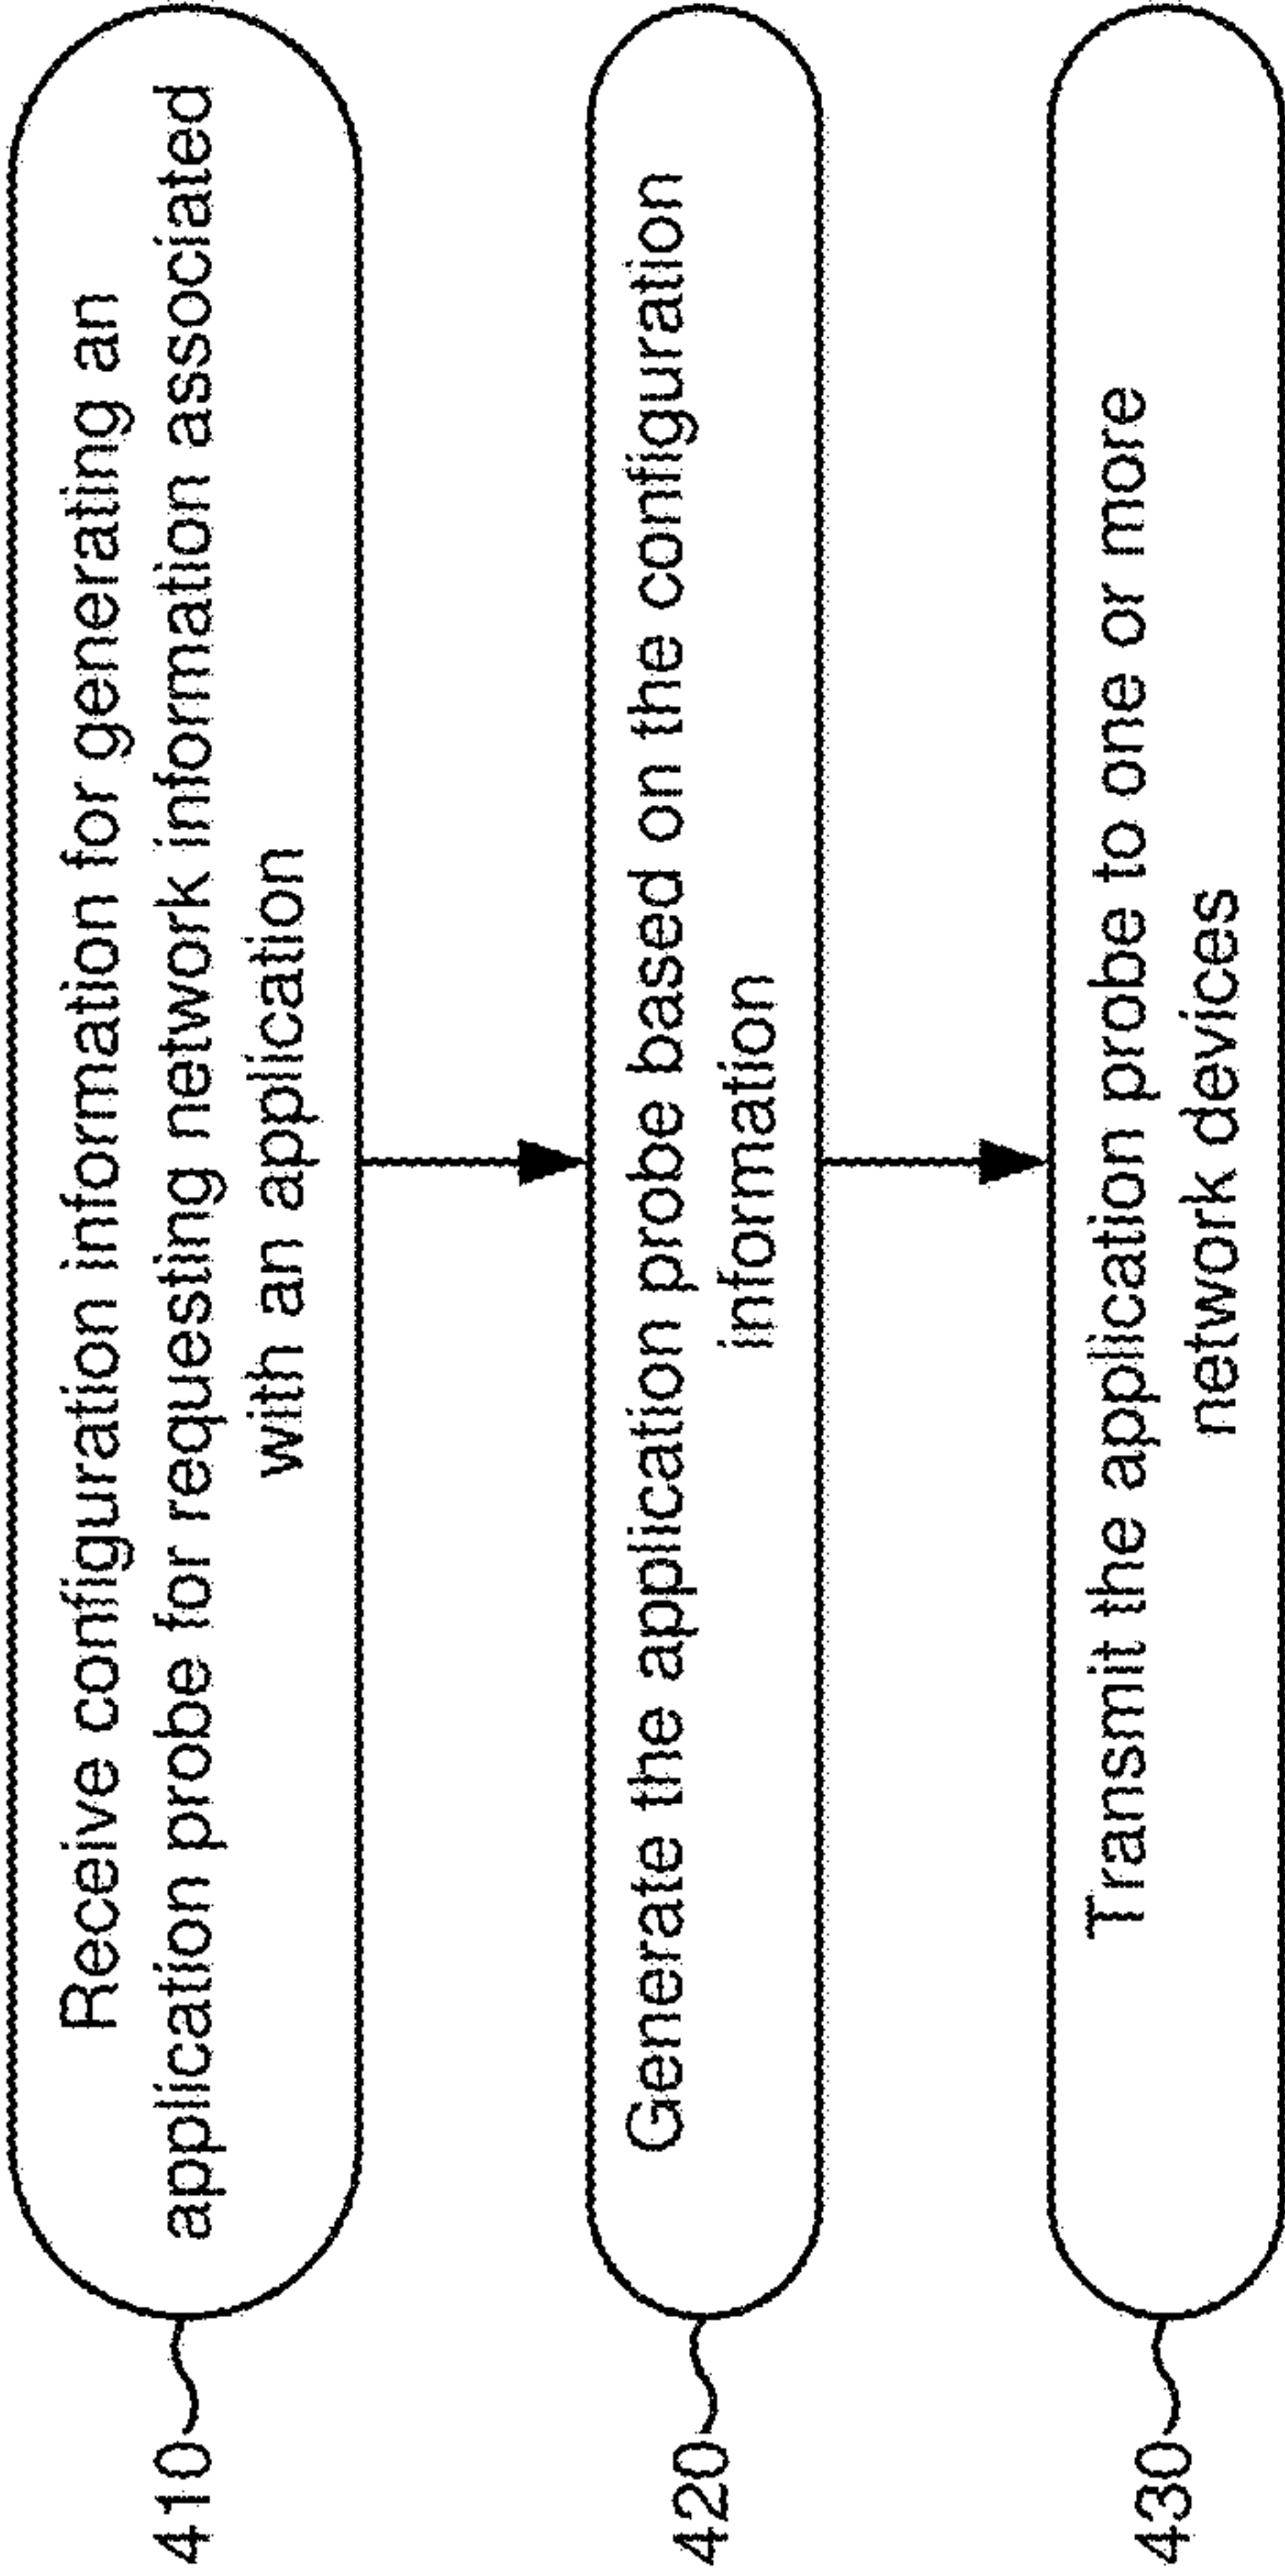 410
Receive configuration information for generating an
application probe for requesting network information associated
with an application
420
Generate the application probe based on the configuration
information
430
Transmit the application probe to one or more
network devices